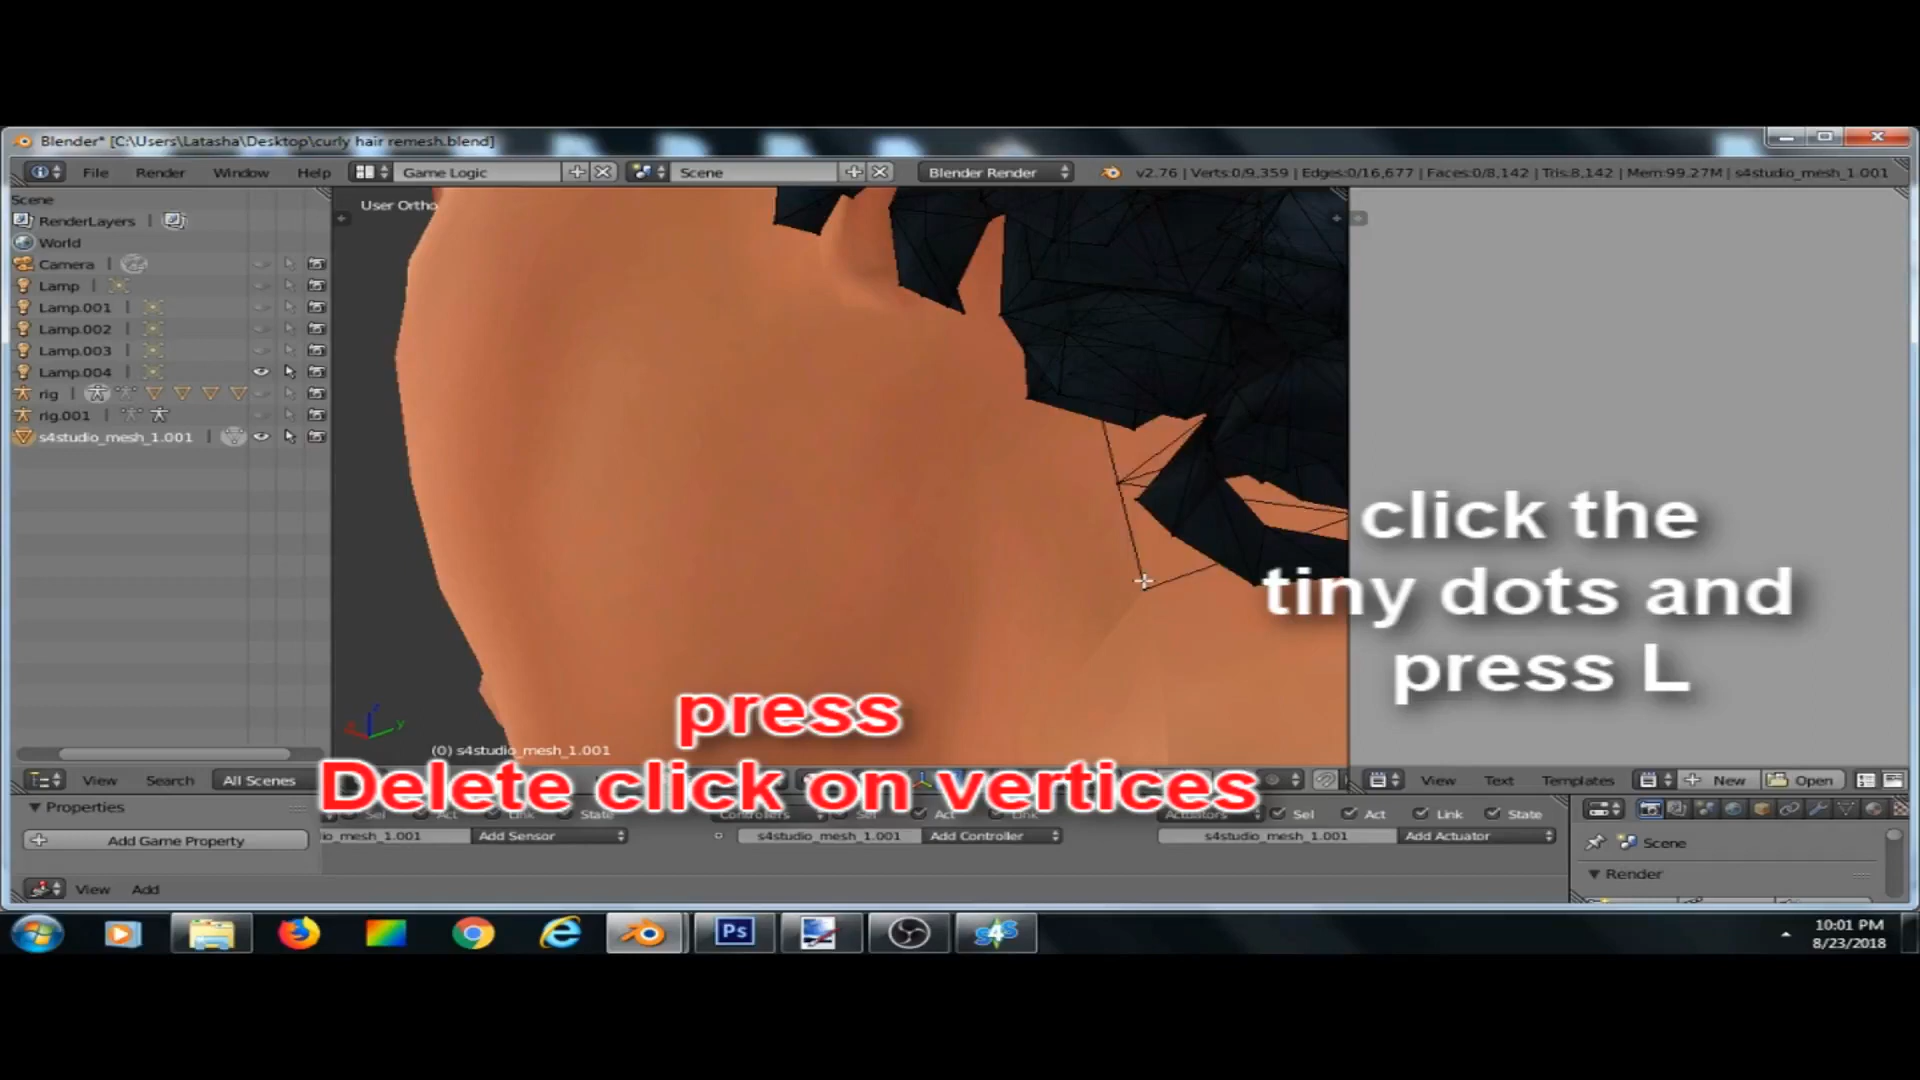 Blender* [C:\Users\Latasha\Desktop\curly hair remesh.blend]
File Render Window Help Game Logic Scene Blender Render v2.76 | Verts:0/9,359 | Edges:0/16,677 | Faces:0/8,142 | Tris:8,142 | Mem:99.27M | s4studio_mesh_1.001
Scene
RenderLayers
World
Camera
Lamp
Lamp.001
Lamp.002
Lamp.003
Lamp.004
rig
rig.001
s4studio_mesh_1.001
User Ortho
click the
tiny dots and
press L
press
Delete click on vertices
(0) s4studio_mesh_1.001
View Search All Scenes
View Text Templates New Open
Properties
State
Sel Act Link State
Add Game Property
io_mesh_1.001 Add Sensor s4studio_mesh_1.001 Add Controller s4studio_mesh_1.001 Add Actuator
Scene
Render
View Add
Ps
S4S
10:01 PM
8/23/2018